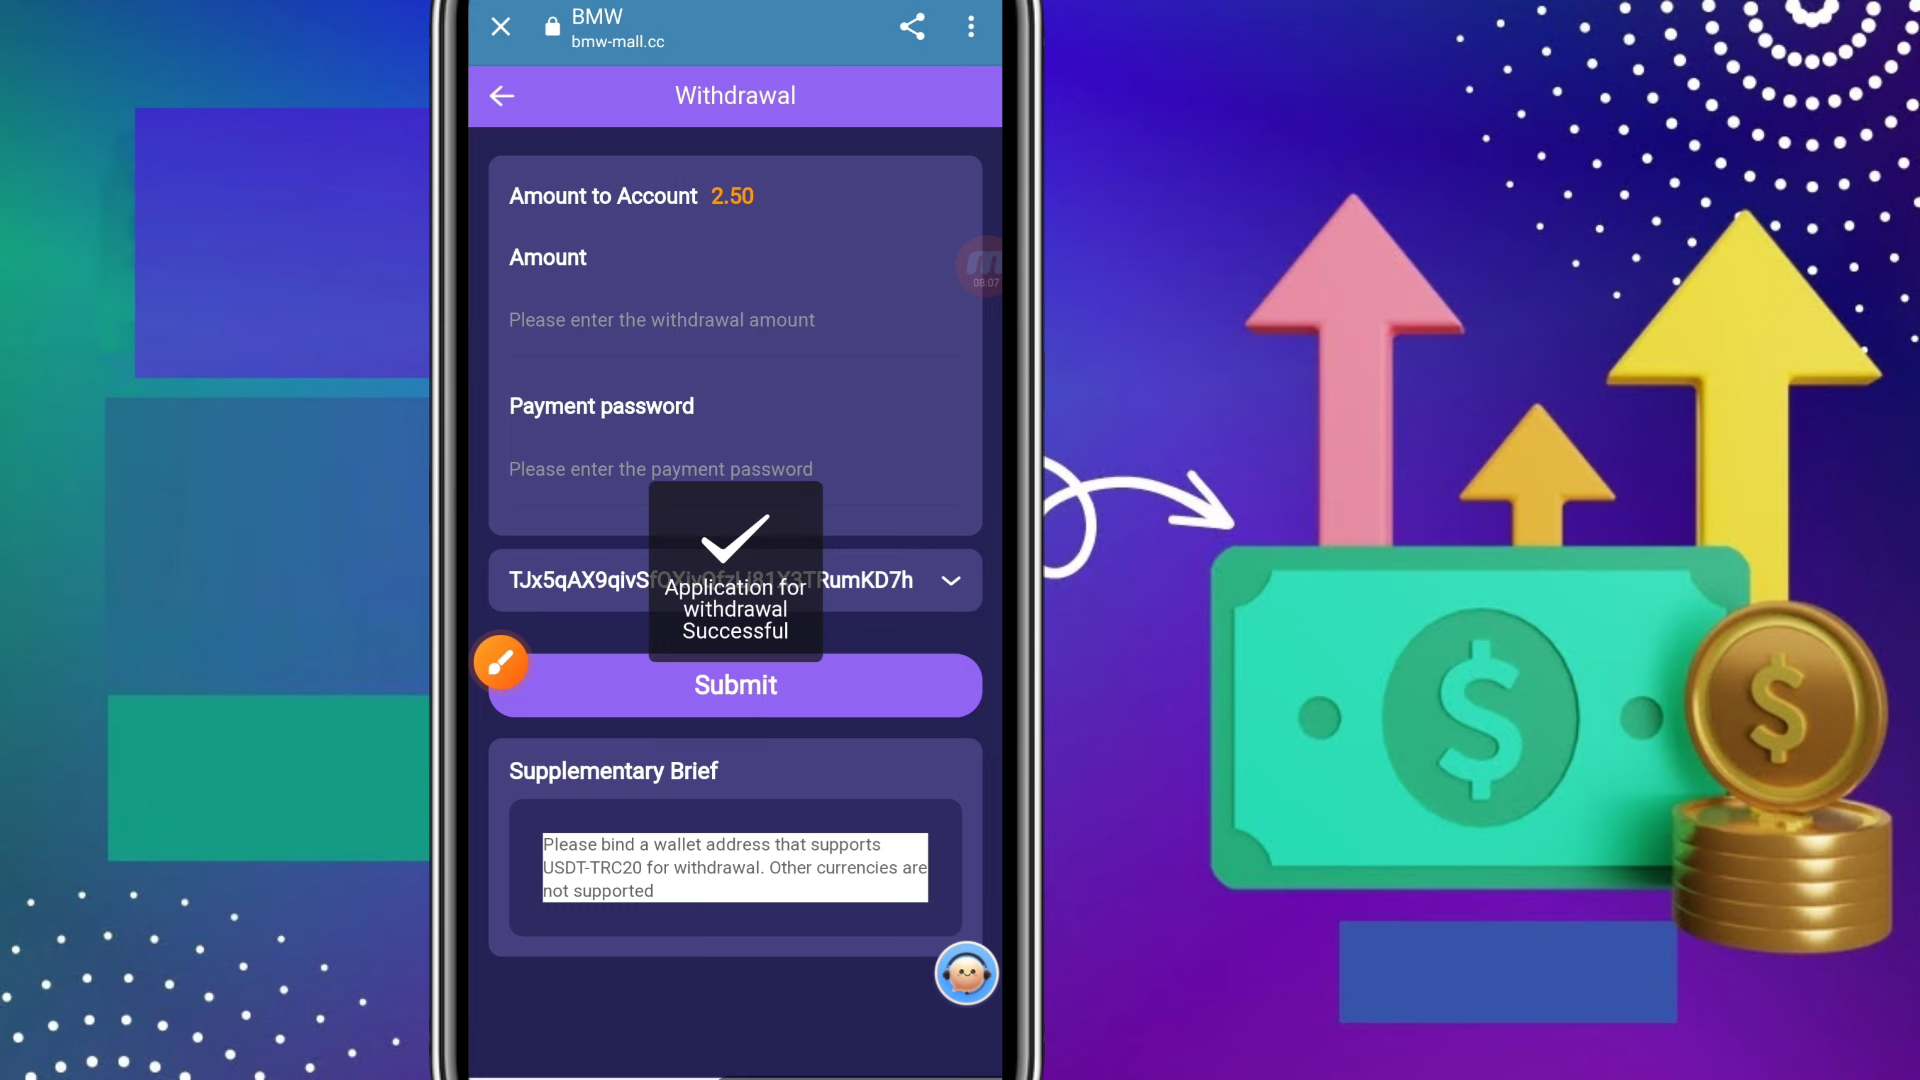 BMW
bmw-mall.cc
Withdrawal
Amount to Account 2.50
Amount
08:07
Please enter the withdrawal amount
Payment password
Please enter the payment password
Application for
withdrawal
Successful
Submit
Supplementary Brief
Please bind a wallet address that supports
USDT-TRC20 for withdrawal. Other currencies are
not supported